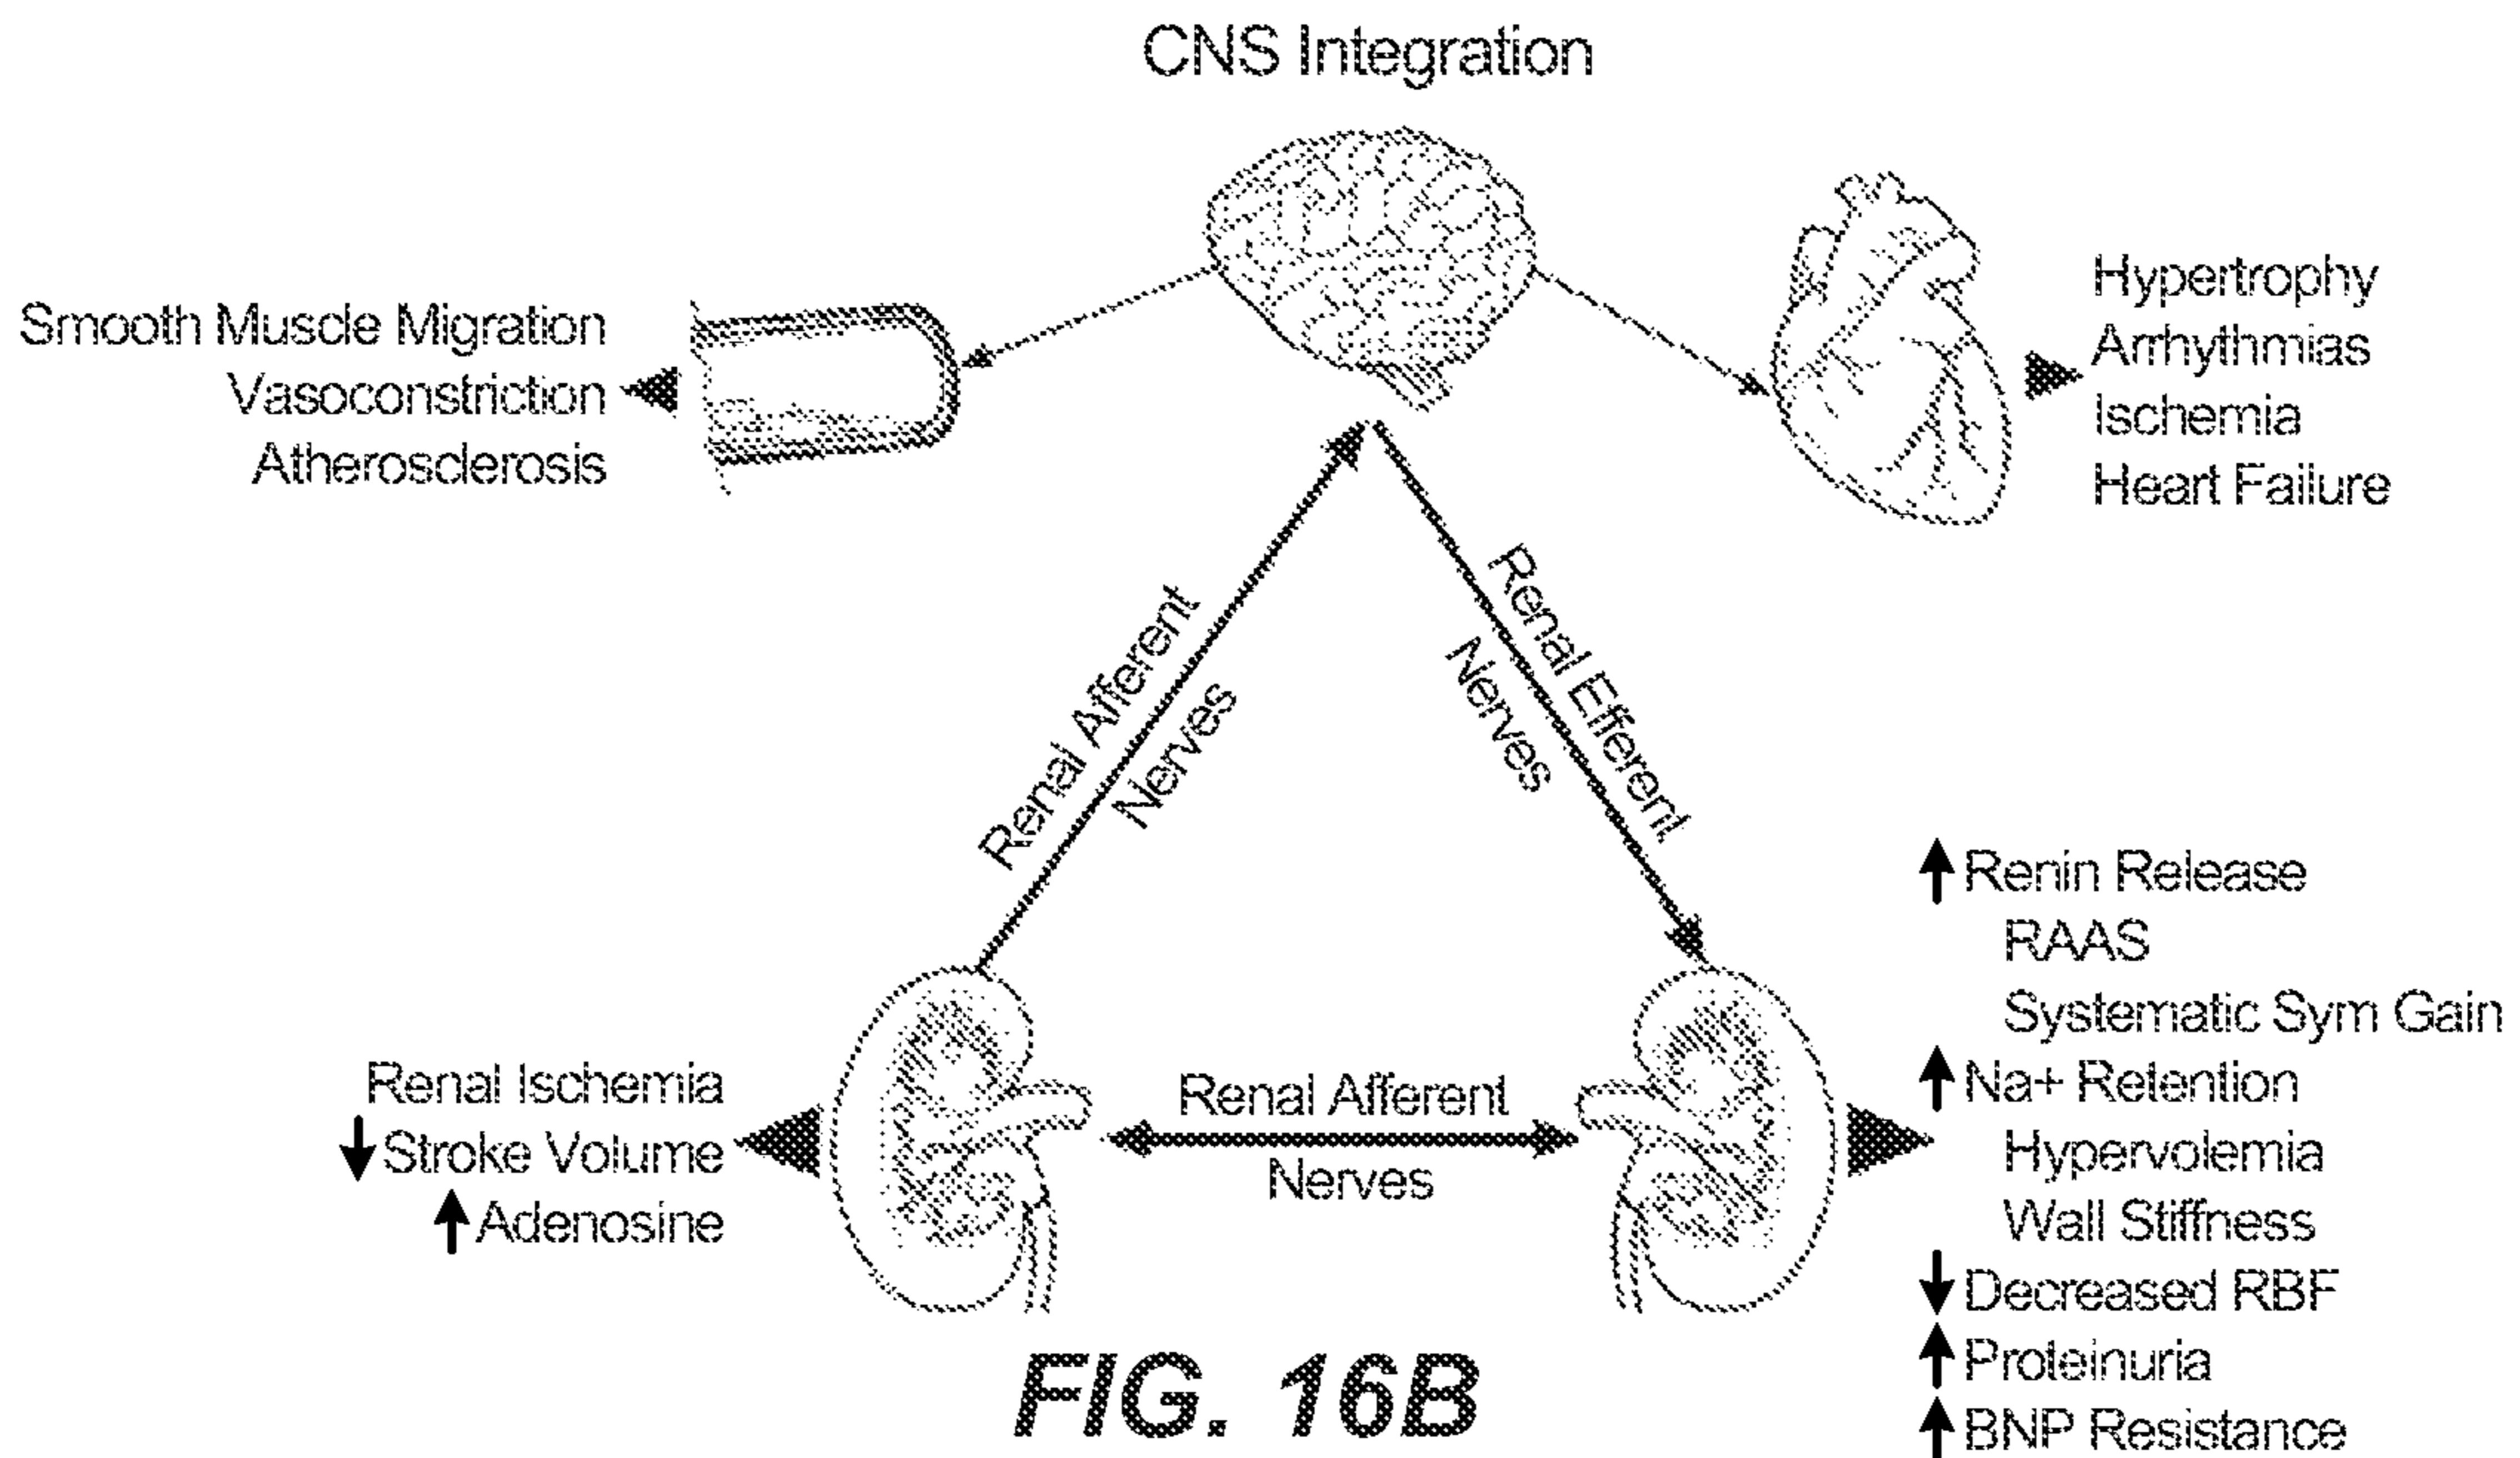 CNS Integration
Smooth Muscle Migration
Vasoconstriction
Atherosclerosis
Hypertrophy
Arrhythmias
Ischemia
Heart Failure
Renal Afferent
Nerves
Renal Efferent
Nerves
Renal Ischemia
↓Stroke Volume
↑Adenosine
Renal Afferent
Nerves
↑Renin Release
RAAS
Systematic Sym Gain
↑Na+ Retention
Hypervolemia
Wall Stiffness
↓Decreased RBF
↑Proteinuria
↑BNP Resistance
FIG. 16B